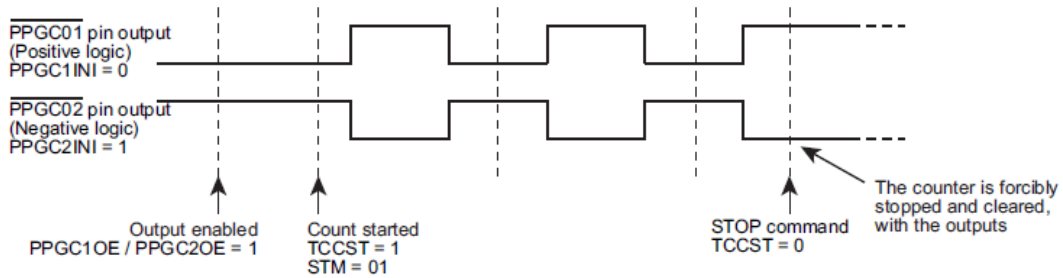 PPGC01 pin output
(Positive logic)
PPGC1INI = 0
PPGC02 pin output
(Negative logic)
PPGC2INI = 1
Output enabled
PPGC1OE / PPGC2OE = 1
Count started
TCCST = 1
STM = 01
STOP command
TCCST = 0
The counter is forcibly
stopped and cleared,
with the outputs